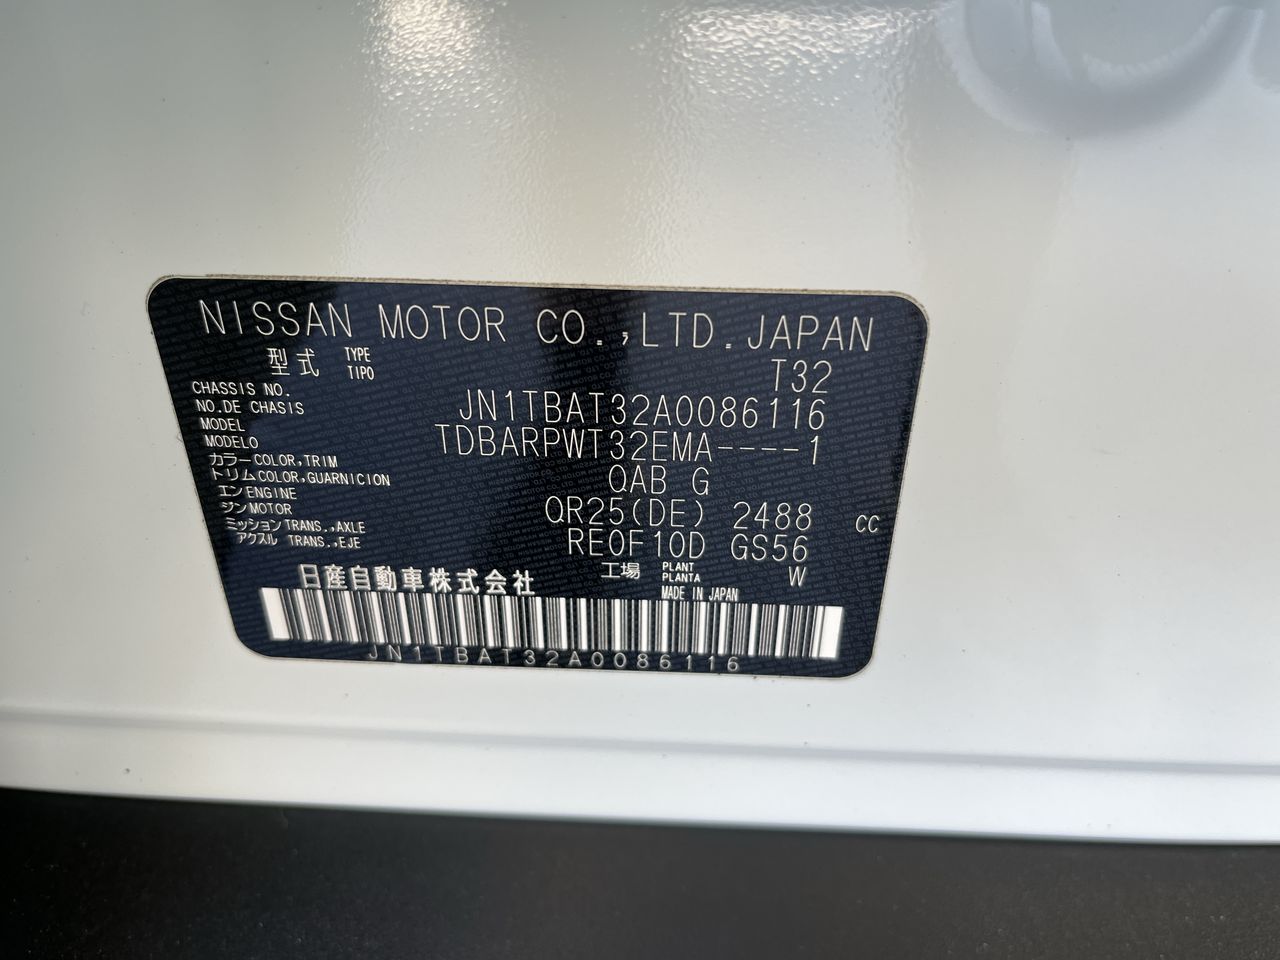 NISSAN MOTOR CO.,LTD.JAPAN
型式 TYPE TIPO T32
CHASSIS NO.
NO.DE CHASIS JN1TBAT32A0086116
MODEL
MODELO TDBARPWT32EMA----1
カラー COLOR,TRIM
トリム COLOR,GUARNICION QAB G
エン ENGINE
ジン MOTOR QR25(DE) 2488 CC
ミッション TRANS.,AXLE
アクスル TRANS.,EJE RE0F10D GS56
日産自動車株式会社 工場 PLANT PLANTA W
MADE IN JAPAN
JN1TBAT32A0086116